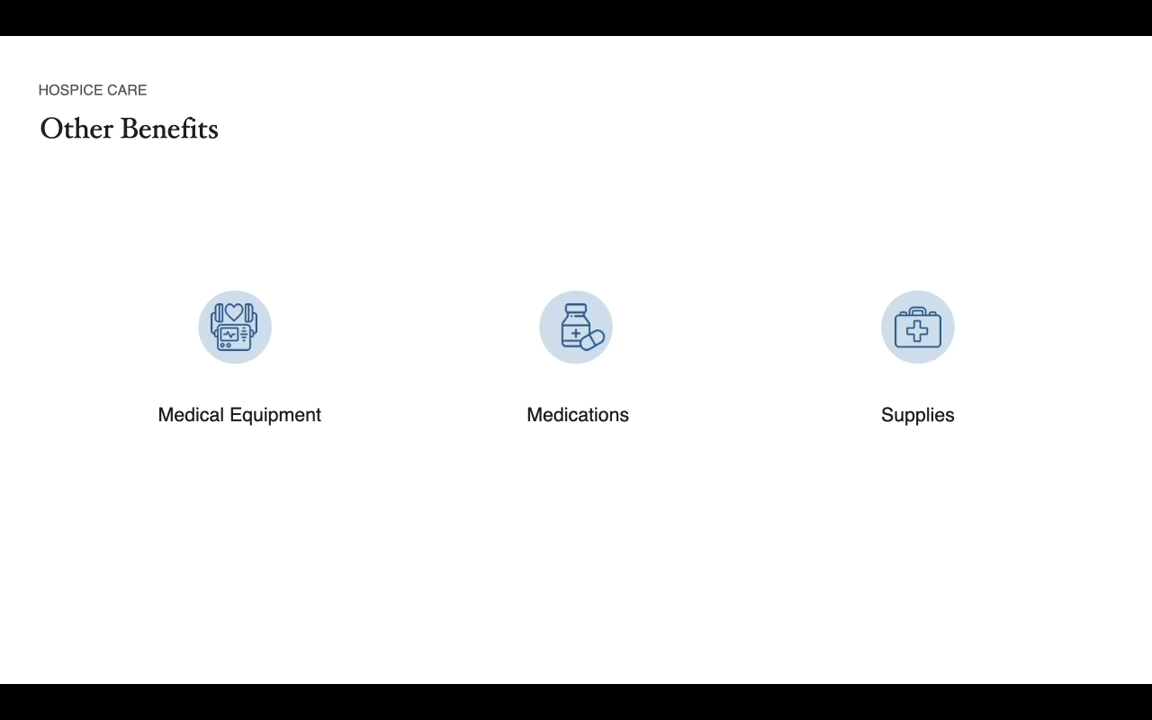 HOSPICE CARE
Other Benefits
Medical Equipment
Medications
Supplies